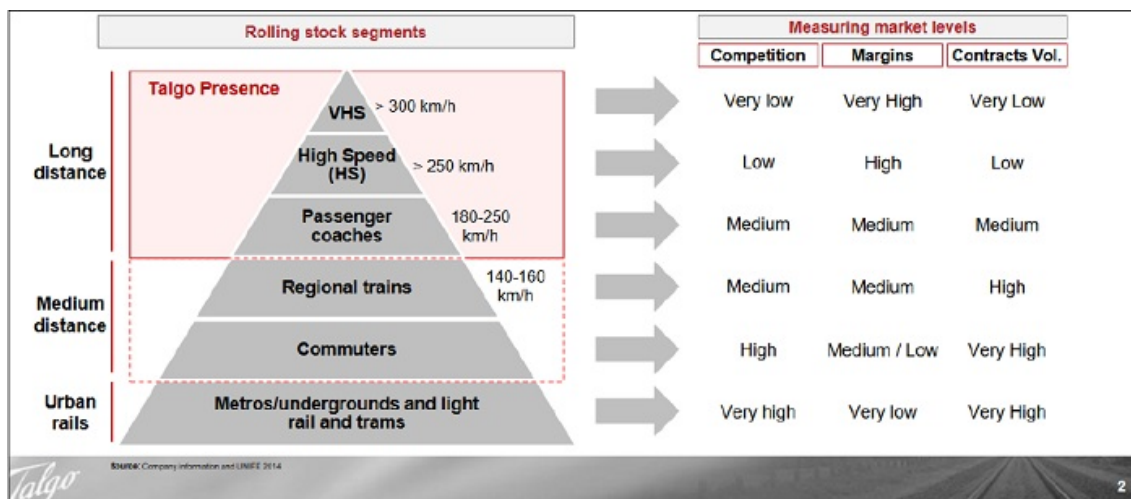 Rolling stock segments
Measuring market levels
Competition Margins Contracts Vol.
Talgo Presence
Long
distance
VHS > 300 km/h
Very low Very High Very Low
High Speed
(HS) > 250 km/h
Low High Low
Passenger
coaches
180-250
km/h
Medium Medium Medium
Medium
distance
Regional trains
140-160
km/h
Medium Medium High
Commuters
High Medium / Low Very High
Urban
rails
Metros/undergrounds and light
rail and trams
Very high Very low Very High
Source: Company information and UNIFE 2014
Talgo
2